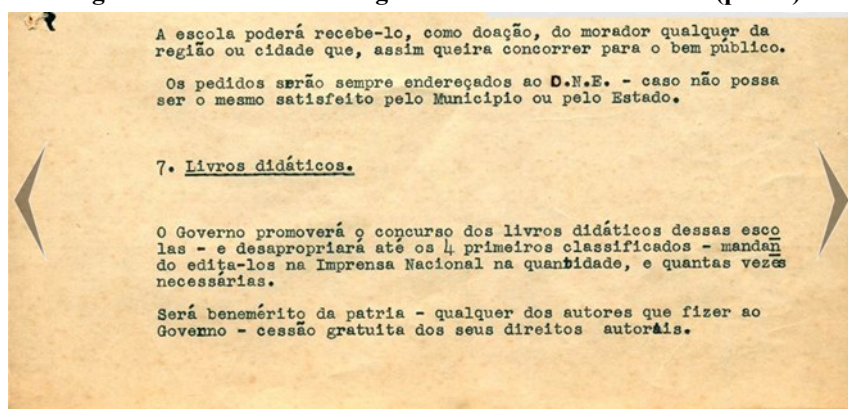 A escola poderá recebe-lo, como doação, do morador qualquer da
região ou cidade que, assim queira concorrer para o bem público.
Os pedidos serão sempre endereçados ao D.N.E. - caso não possa
ser o mesmo satisfeito pelo Municipio ou pelo Estado.
7. Livros didáticos.
O Governo promoverá o concurso dos livros didáticos dessas esco
las - e desapropriará até os 4 primeiros classificados - mandan
do edita-los na Imprensa Nacional na quantidade, e quantas vezes
necessárias.
Será benemérito da patria - qualquer dos autores que fizer ao
Governo - cessão gratuita dos seus direitos autorais.